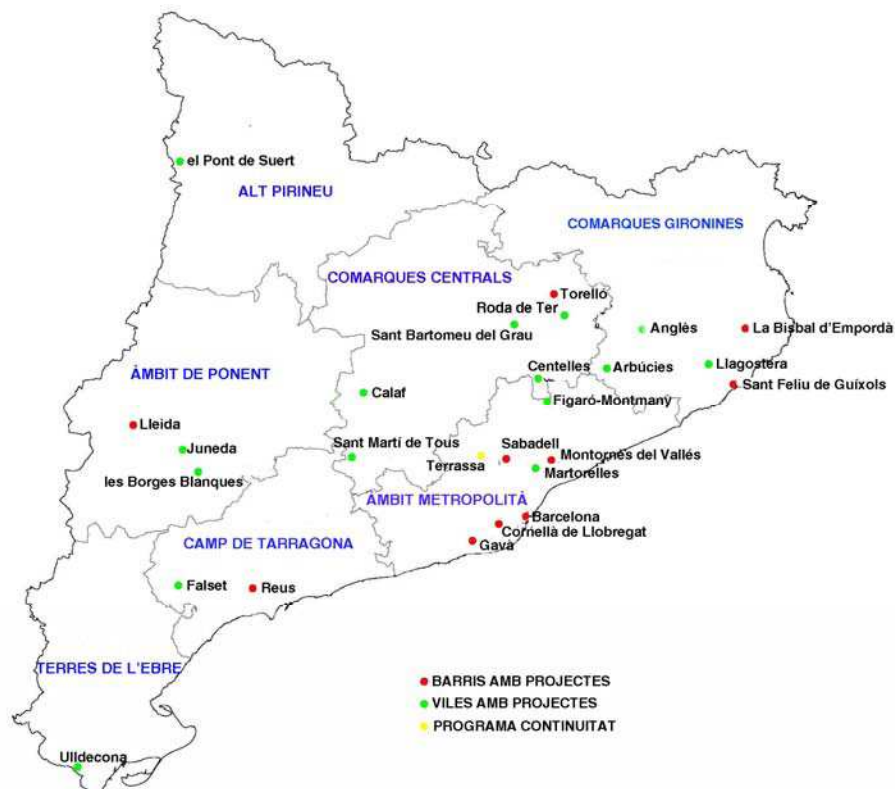 el Pont de Suert
ALT PIRINEU
COMARQUES GIRONINES
COMARQUES CENTRALS
Torelló
Roda de Ter
Sant Bartomeu del Grau
Anglès
La Bisbal d'Empordà
Centelles
Arbúcies
Llagostera
ÀMBIT DE PONENT
Calaf
Sant Feliu de Guíxols
Figaró-Montmany
Lleida
Juneda
Sant Martí de Tous
Sabadell
Montornés del Vallés
Terrassa
Martorelles
les Borges Blanques
ÀMBIT METROPOLITÀ
Barcelona
Cornellà de Llobregat
CAMP DE TARRAGONA
Gavà
Falset
Reus
TERRES DE L'EBRE
BARRIS AMB PROJECTES
VILES AMB PROJECTES
PROGRAMA CONTINUITAT
Ulldecona